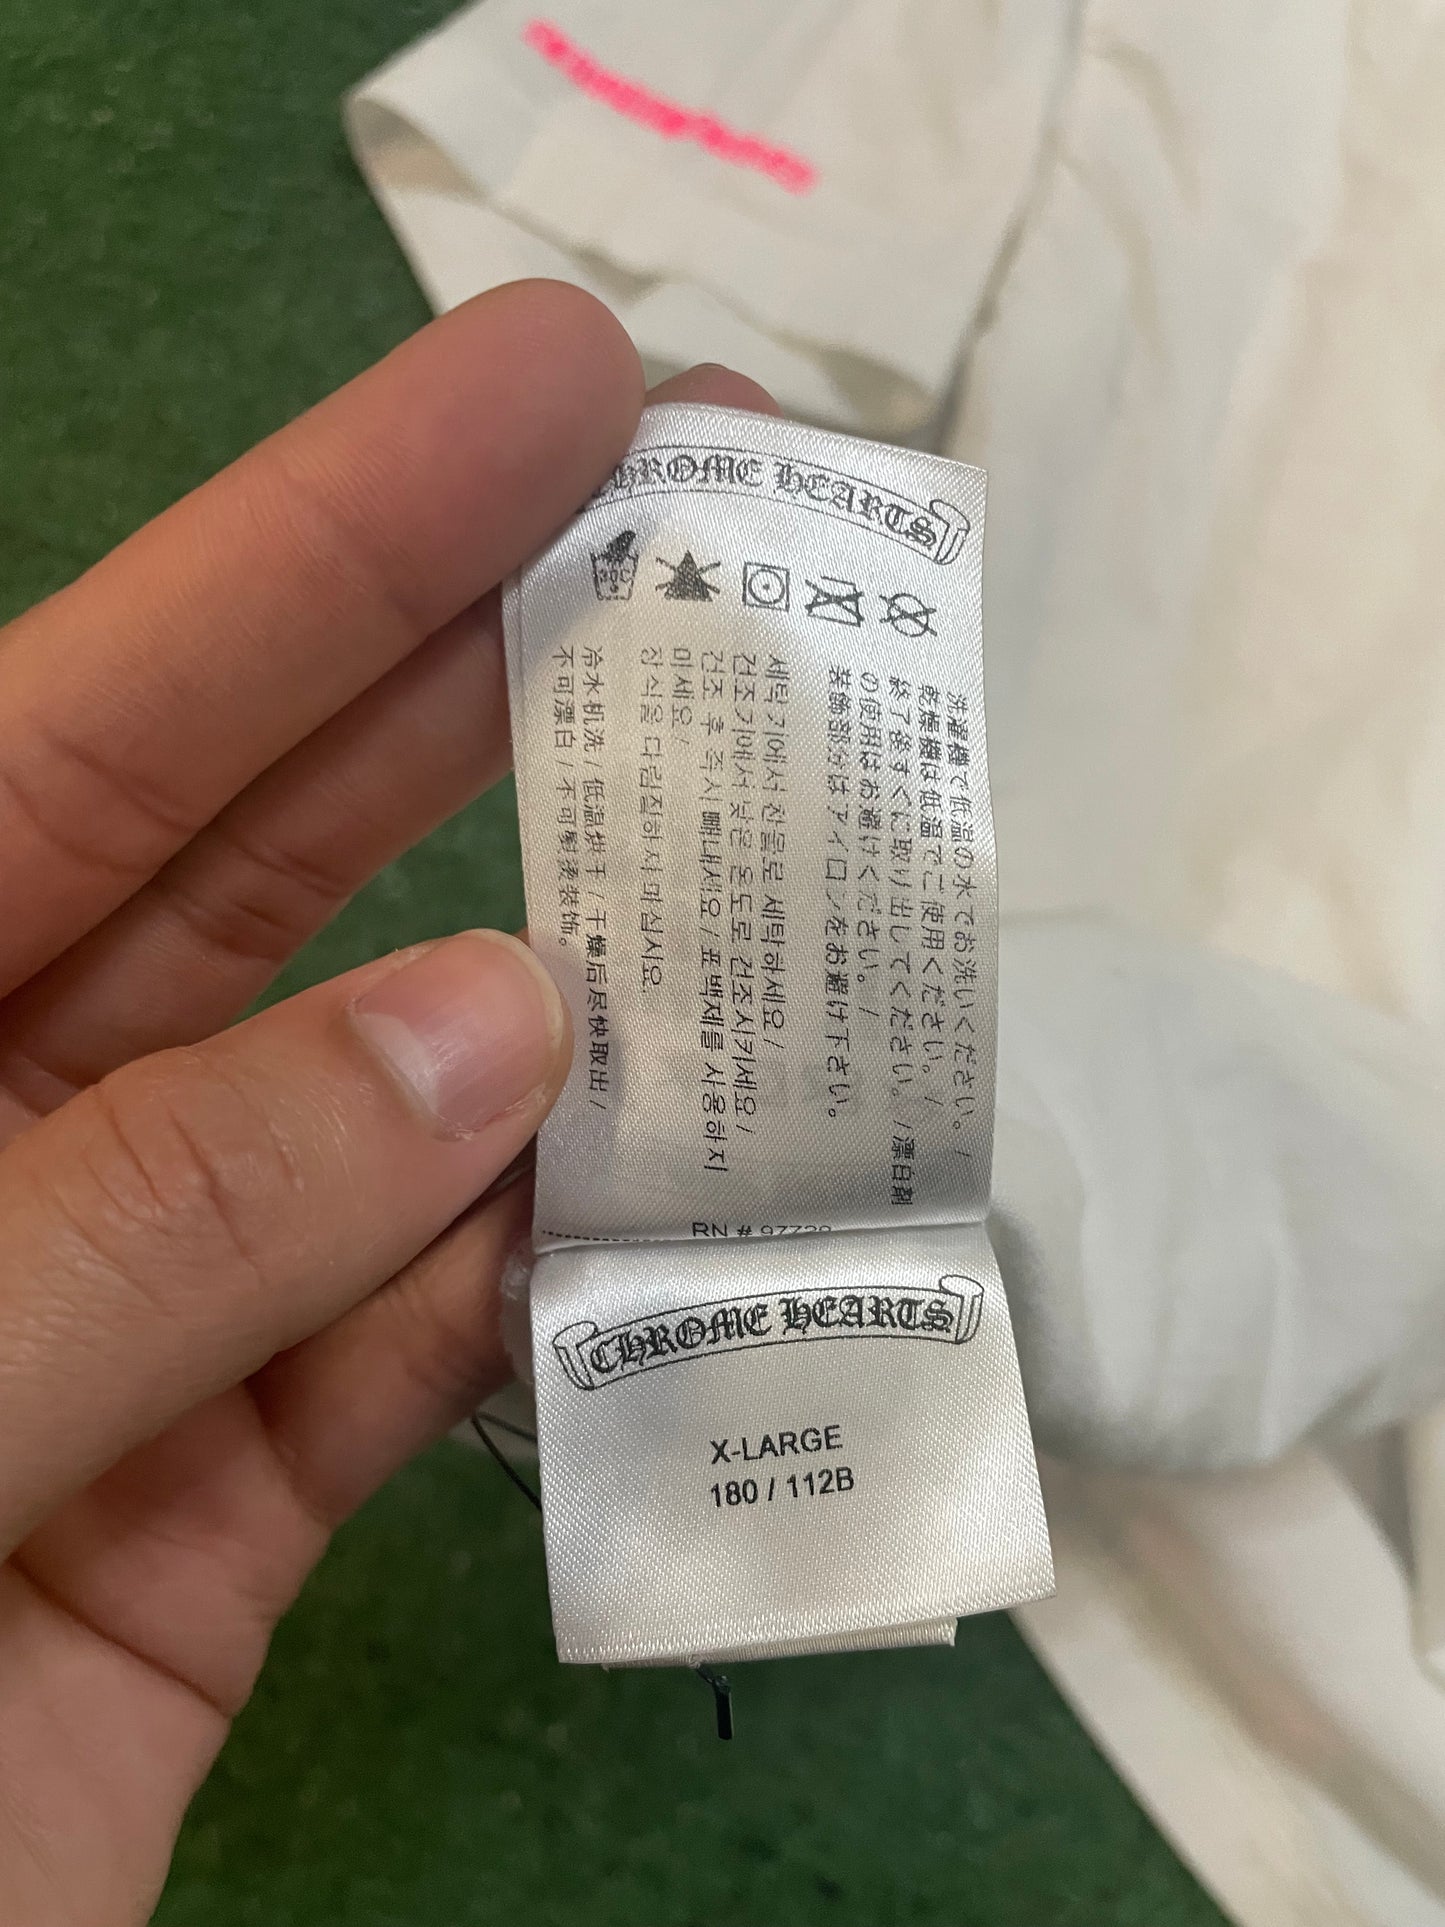 CHROME HEARTS
30℃
洗濯機で低温の水でお洗いください。/
乾燥機は低温でご使用ください。/
終了後すぐに取り出してください。/漂白剤
の使用はお避けください。/
装飾部分はアイロンをお避け下さい。
세탁기에서 찬물로 세탁하세요 /
건조기에서 낮은 온도로 건조시키세요 /
건조 후 즉시 빼내세요 / 표백제를 사용하지
마세요 /
장식을 다림질하지 마십시오.
冷水机洗 / 低温烘干 / 干燥后尽快取出 /
不可漂白 / 不可熨烫装饰。
RN #
CHROME HEARTS
X-LARGE
180 / 112B